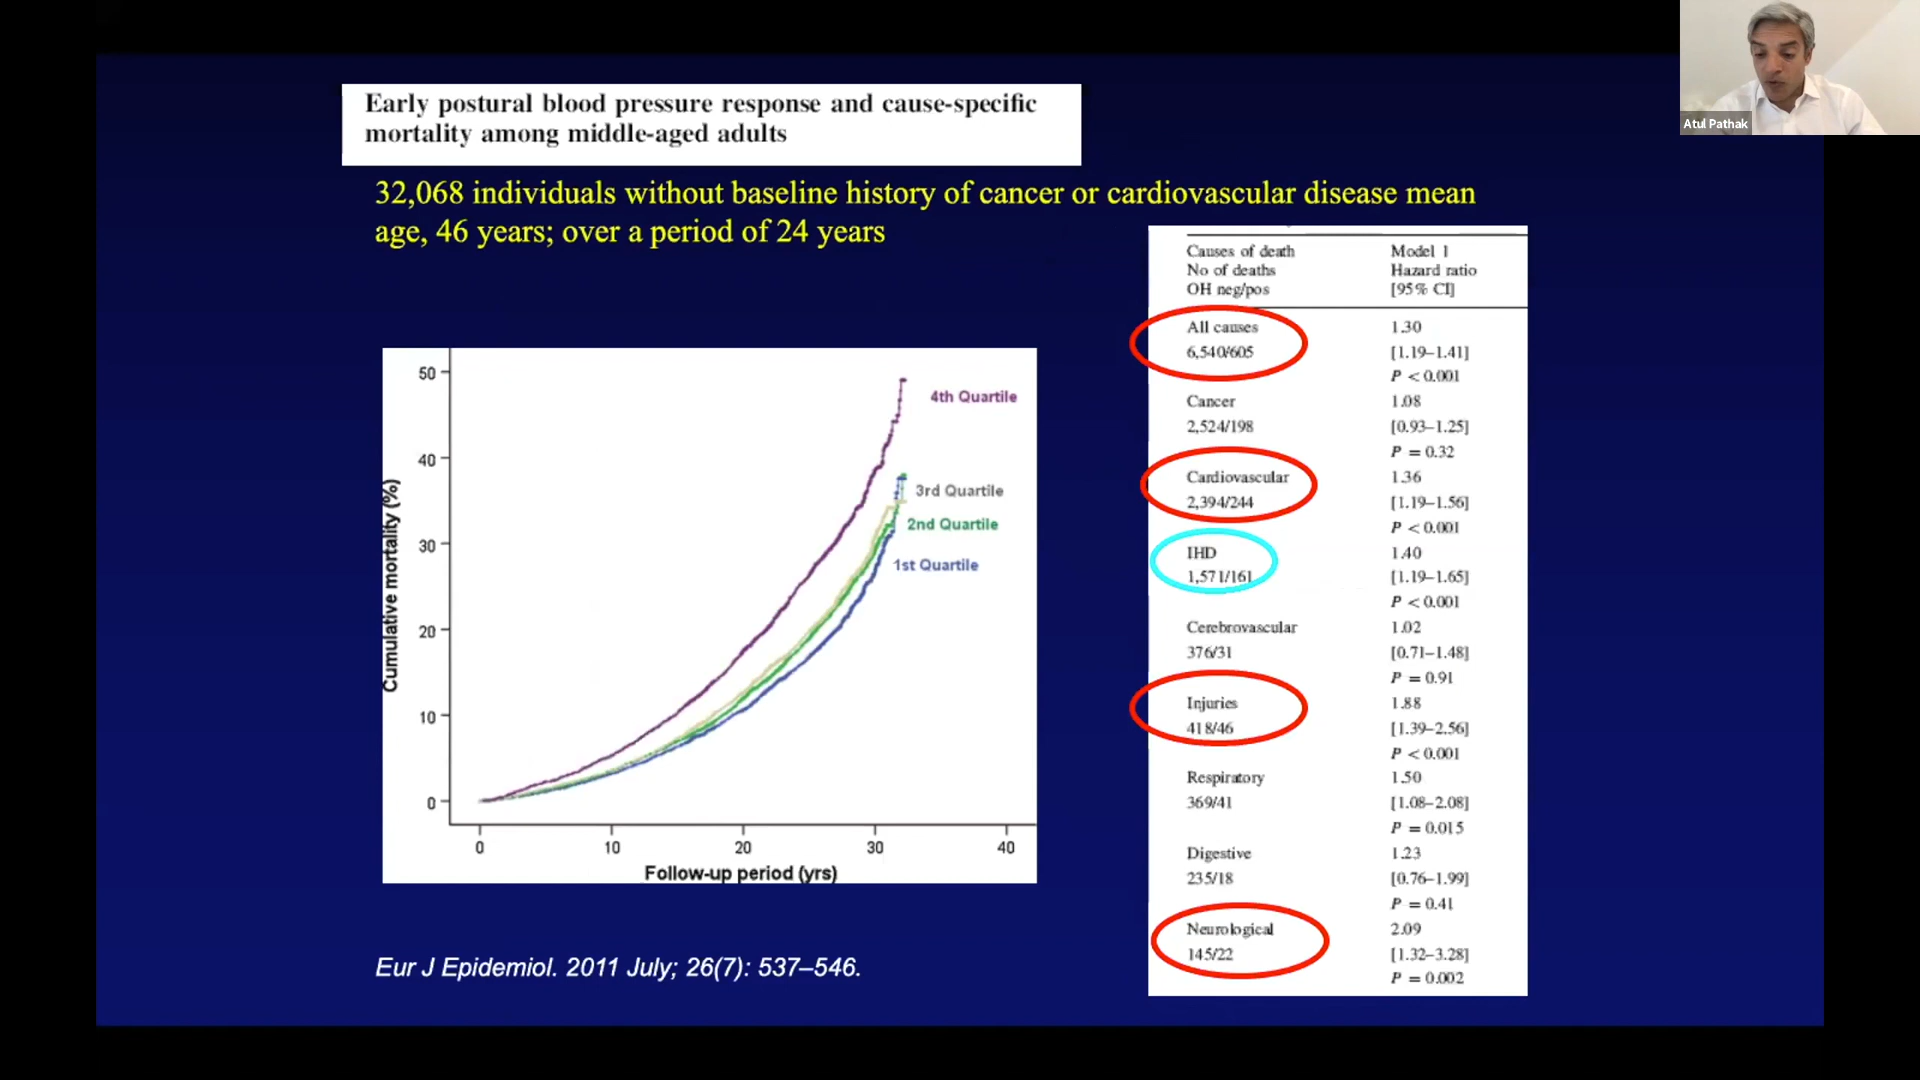 Atul Pathak
Early postural blood pressure response and cause-specific
mortality among middle-aged adults
32,068 individuals without baseline history of cancer or cardiovascular disease mean
age, 46 years; over a period of 24 years
50
40
30
20
10
0
Cumulative mortality (%)
4th Quartile
3rd Quartile
2nd Quartile
1st Quartile
0 10 20 30 40
Follow-up period (yrs)
Causes of death Model 1
No of deaths Hazard ratio
OH neg/pos [95% CI]
All causes 1.30
6,540/605 [1.19–1.41]
P < 0.001
Cancer 1.08
2,524/198 [0.93–1.25]
P = 0.32
Cardiovascular 1.36
2,394/244 [1.19–1.56]
P < 0.001
IHD 1.40
1,571/161 [1.19–1.65]
P < 0.001
Cerebrovascular 1.02
376/31 [0.71–1.48]
P = 0.91
Injuries 1.88
418/46 [1.39–2.56]
P < 0.001
Respiratory 1.50
369/41 [1.08–2.08]
P = 0.015
Digestive 1.23
235/18 [0.76–1.99]
P = 0.41
Neurological 2.09
145/22 [1.32–3.28]
P = 0.002
Eur J Epidemiol. 2011 July; 26(7): 537–546.